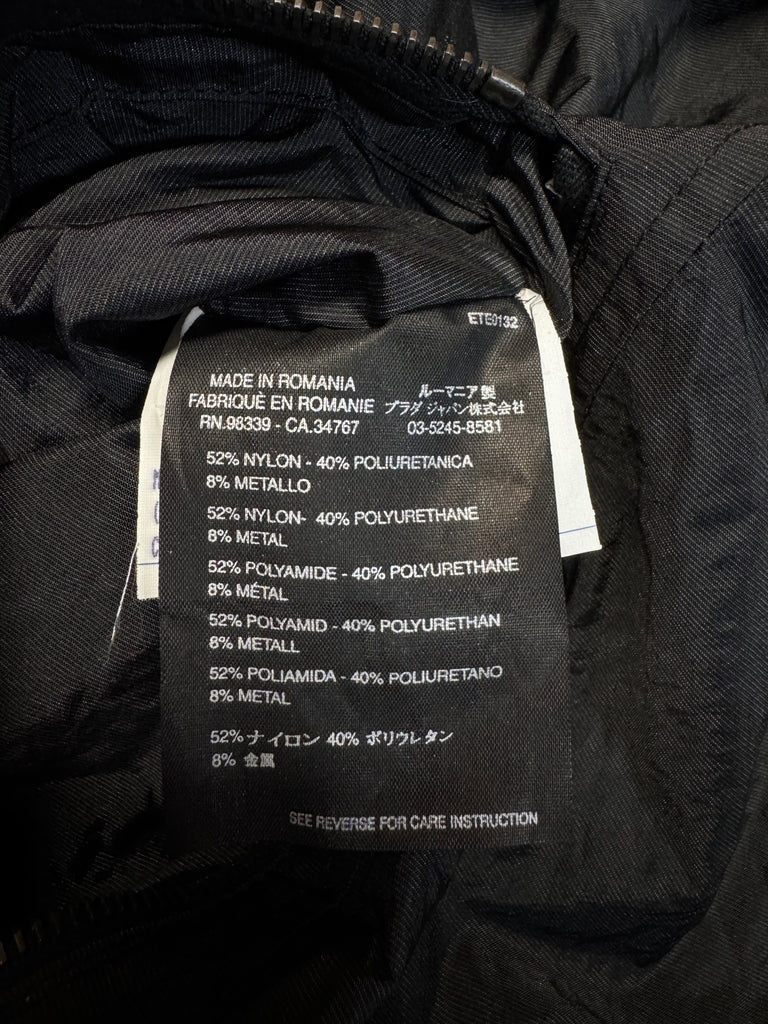 ETE0132
MADE IN ROMANIA
FABRIQUÈ EN ROMANIE
RN.98339 - CA.34767
ルーマニア製
プラダ ジャパン株式会社
03-5245-8581
52% NYLON - 40% POLIURETANICA
8% METALLO
52% NYLON- 40% POLYURETHANE
8% METAL
52% POLYAMIDE - 40% POLYURETHANE
8% MÉTAL
52% POLYAMID - 40% POLYURETHAN
8% METALL
52% POLIAMIDA - 40% POLIURETANO
8% METAL
52% ナイロン 40% ポリウレタン
8% 金属
SEE REVERSE FOR CARE INSTRUCTION